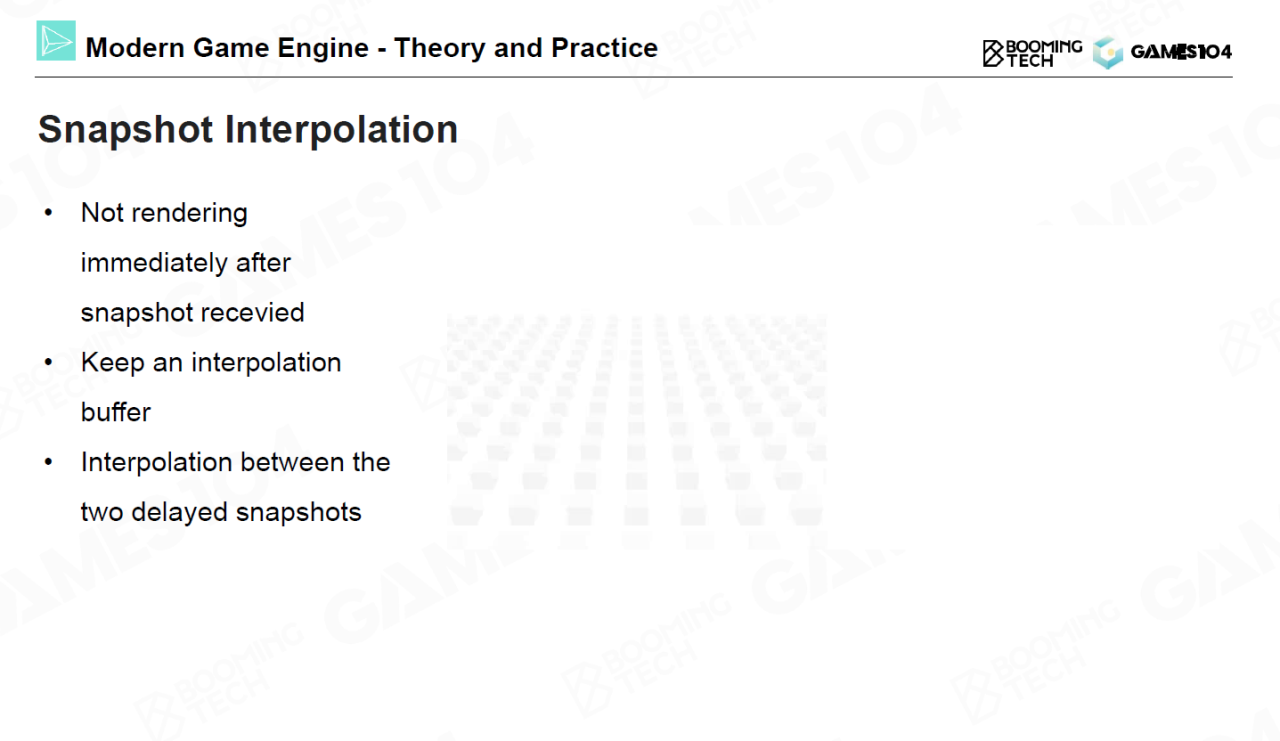 Modern Game Engine - Theory and Practice
BOOMING
TECH
GAMES104
Snapshot Interpolation
• Not rendering
immediately after
snapshot recevied
• Keep an interpolation
buffer
• Interpolation between the
two delayed snapshots